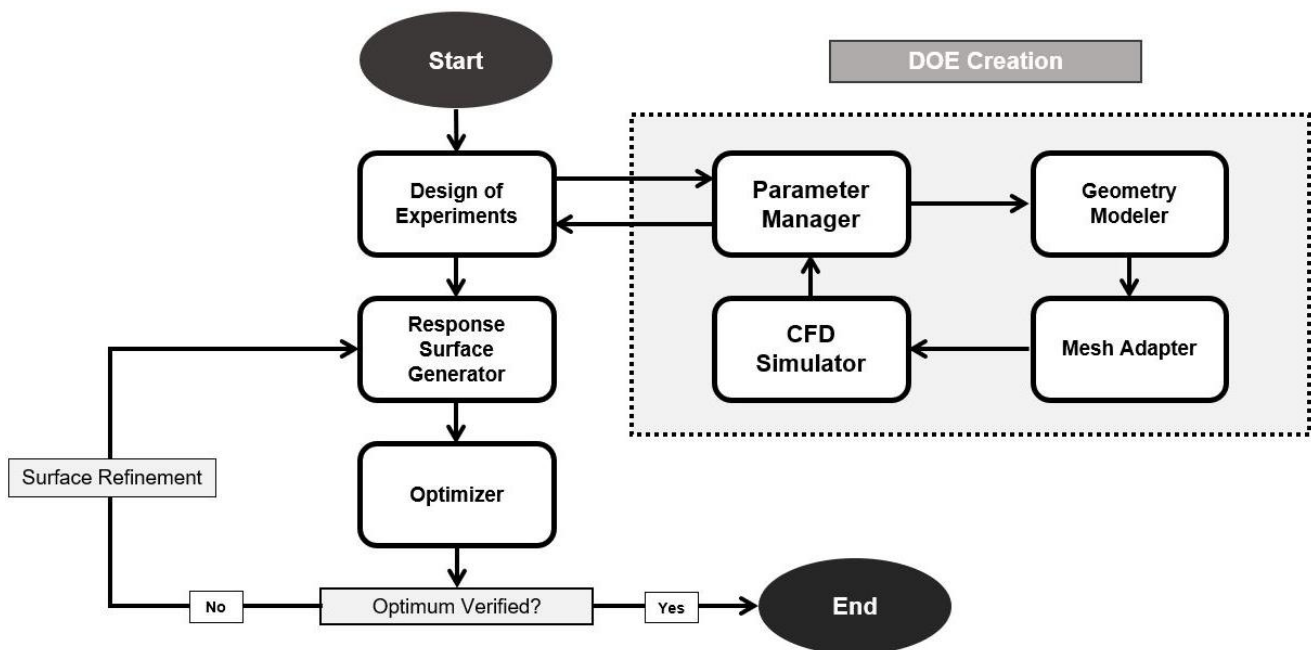 Start
DOE Creation
Design of
Experiments
Parameter
Manager
Geometry
Modeler
Response
Surface
Generator
CFD
Simulator
Mesh Adapter
Surface Refinement
Optimizer
No
Optimum Verified?
Yes
End